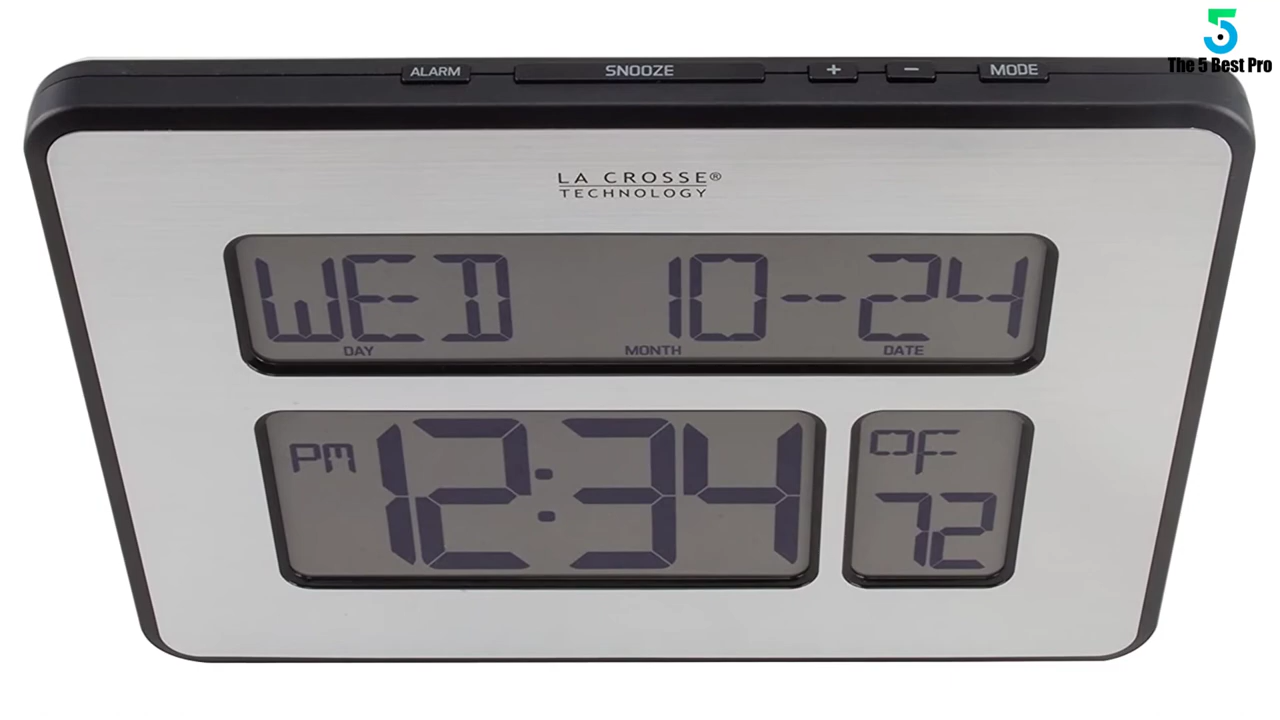 5
The 5 Best Pro
ALARM SNOOZE + − MODE
LA CROSSE®
TECHNOLOGY
WED 10--24
DAY MONTH DATE
PM 12:34
°F
72